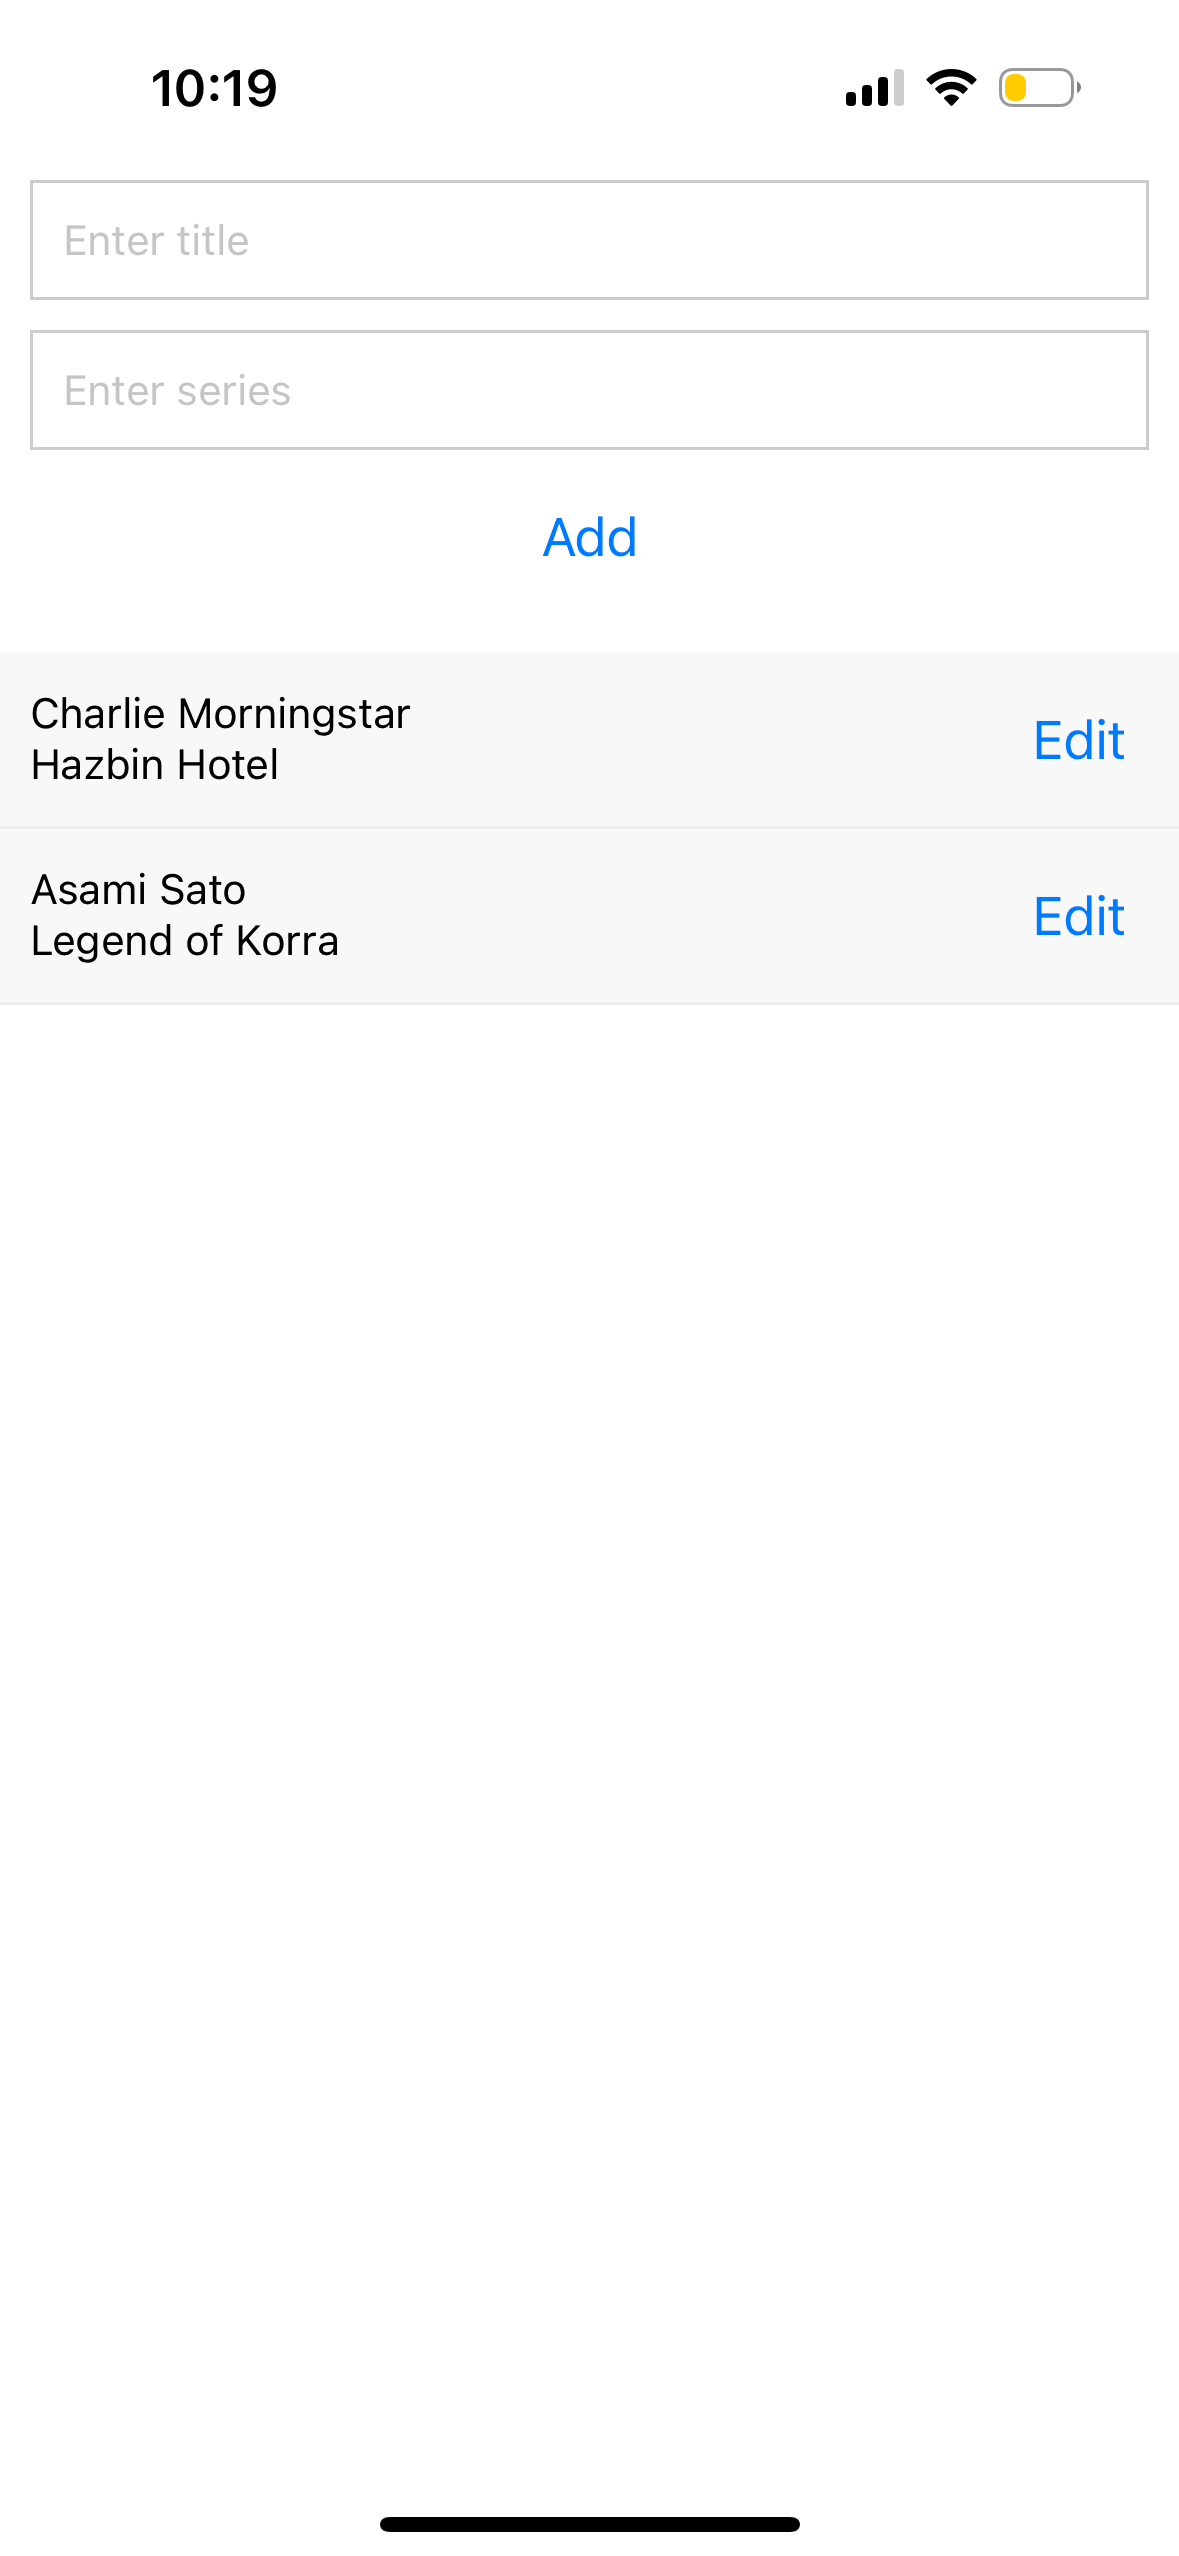 10:19
Enter title
Enter series
Add
Charlie Morningstar
Hazbin Hotel
Edit
Asami Sato
Legend of Korra
Edit